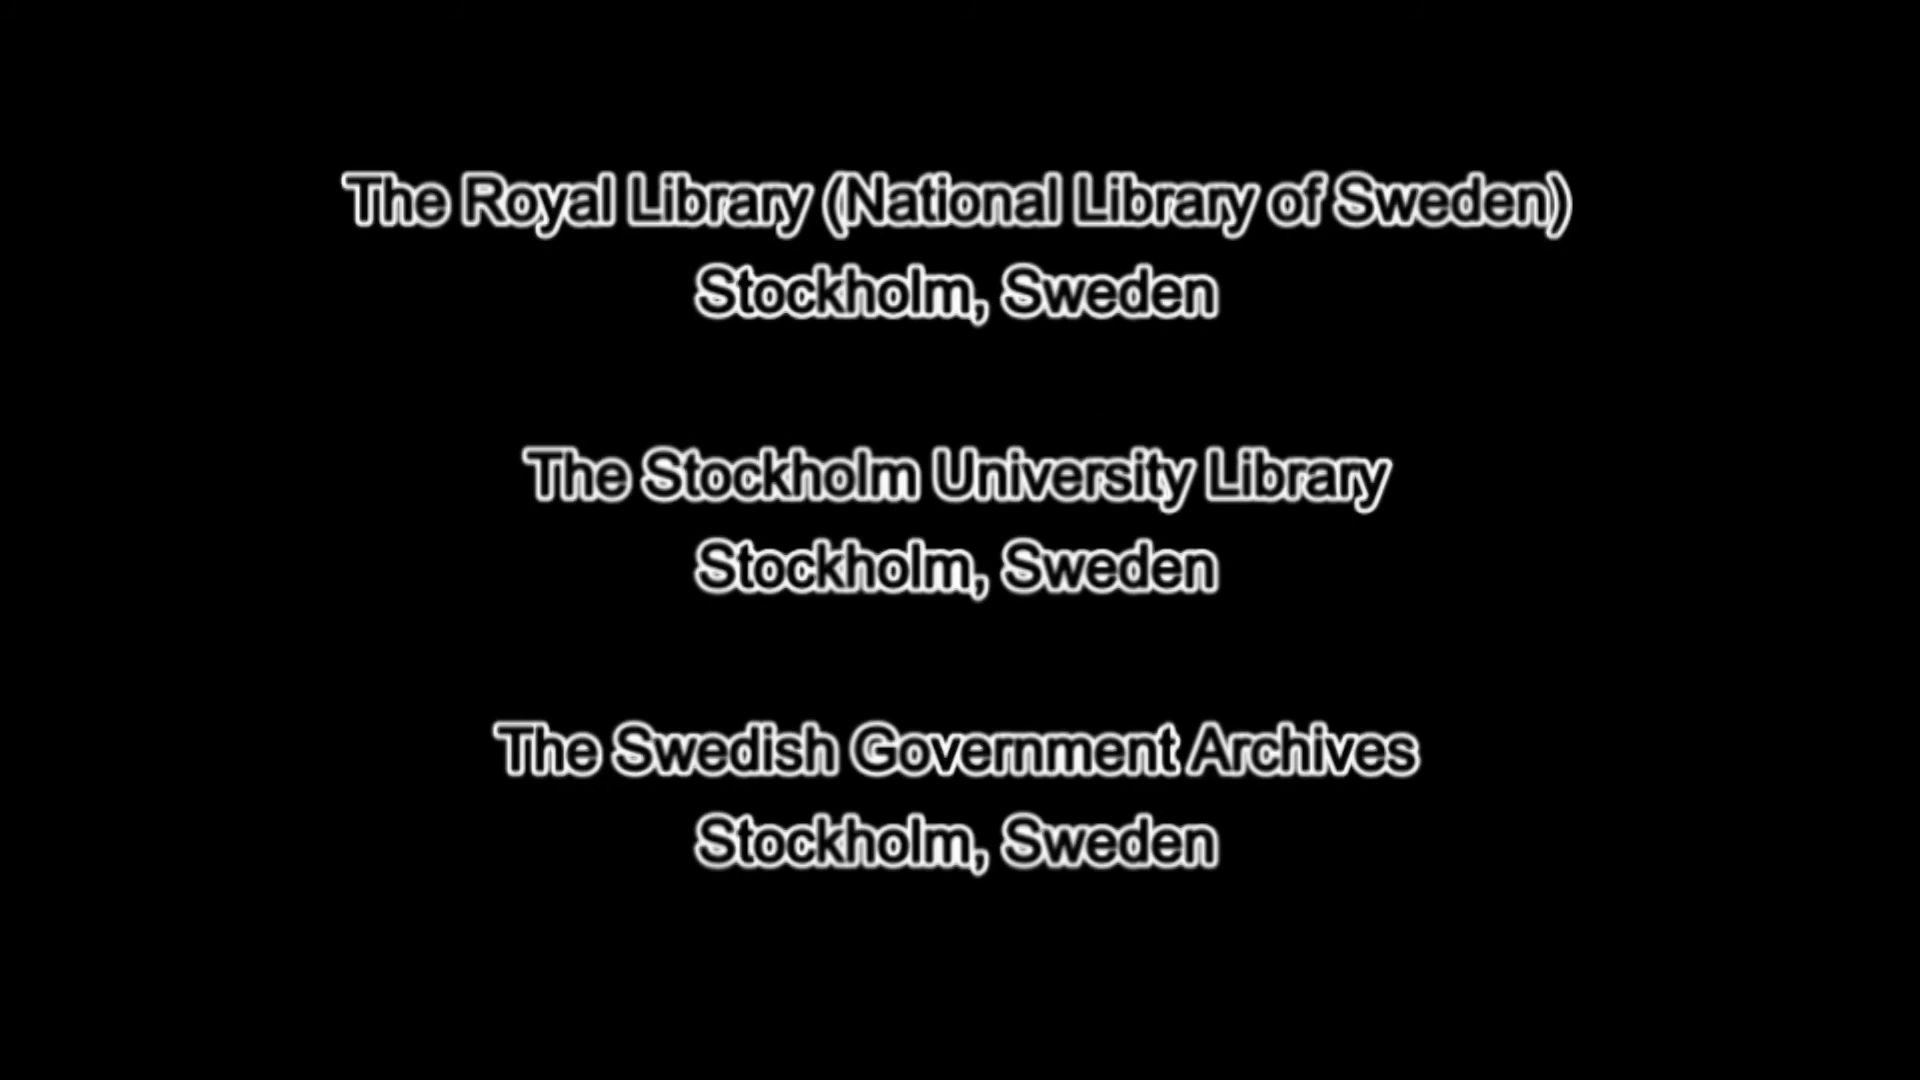 The Royal Library (National Library of Sweden)
Stockholm, Sweden
The Stockholm University Library
Stockholm, Sweden
The Swedish Government Archives
Stockholm, Sweden